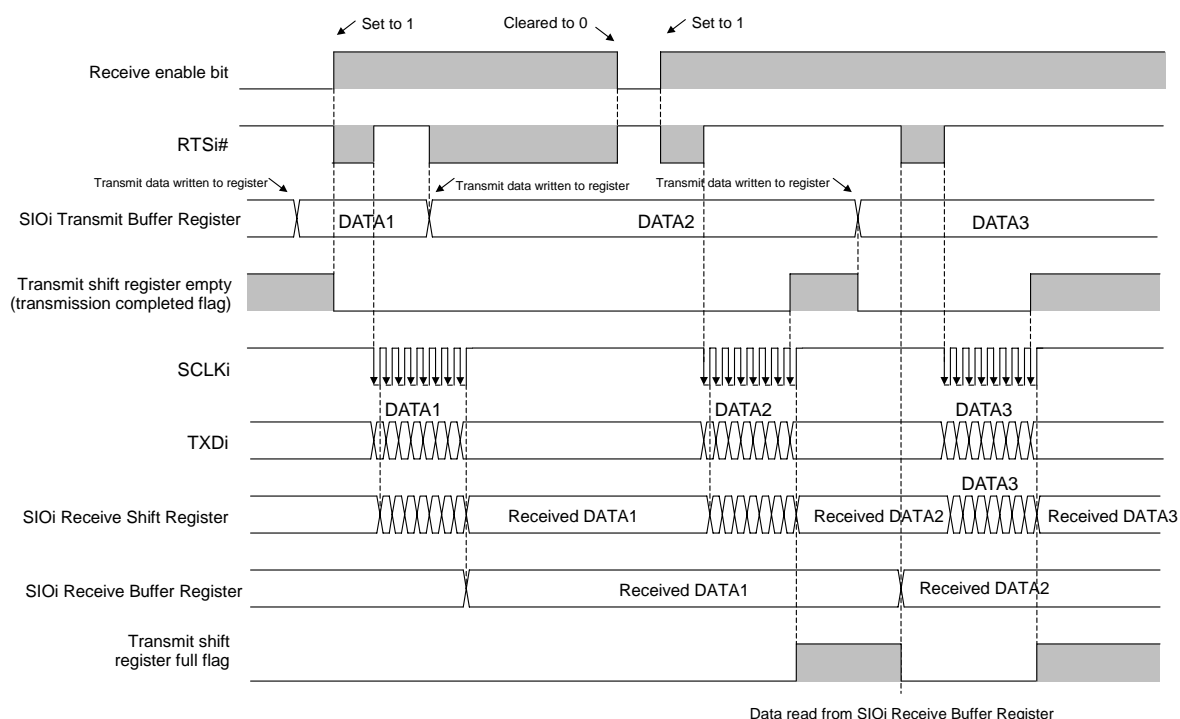 Set to 1
Cleared to 0
Set to 1
Receive enable bit
RTSi#
Transmit data written to register
Transmit data written to register
Transmit data written to register
SIOi Transmit Buffer Register
DATA1
DATA2
DATA3
Transmit shift register empty
(transmission completed flag)
SCLKi
DATA1
DATA2
DATA3
TXDi
DATA3
SIOi Receive Shift Register
Received DATA1
Received DATA2
Received DATA3
SIOi Receive Buffer Register
Received DATA1
Received DATA2
Transmit shift
register full flag
Data read from SIOi Receive Buffer Register